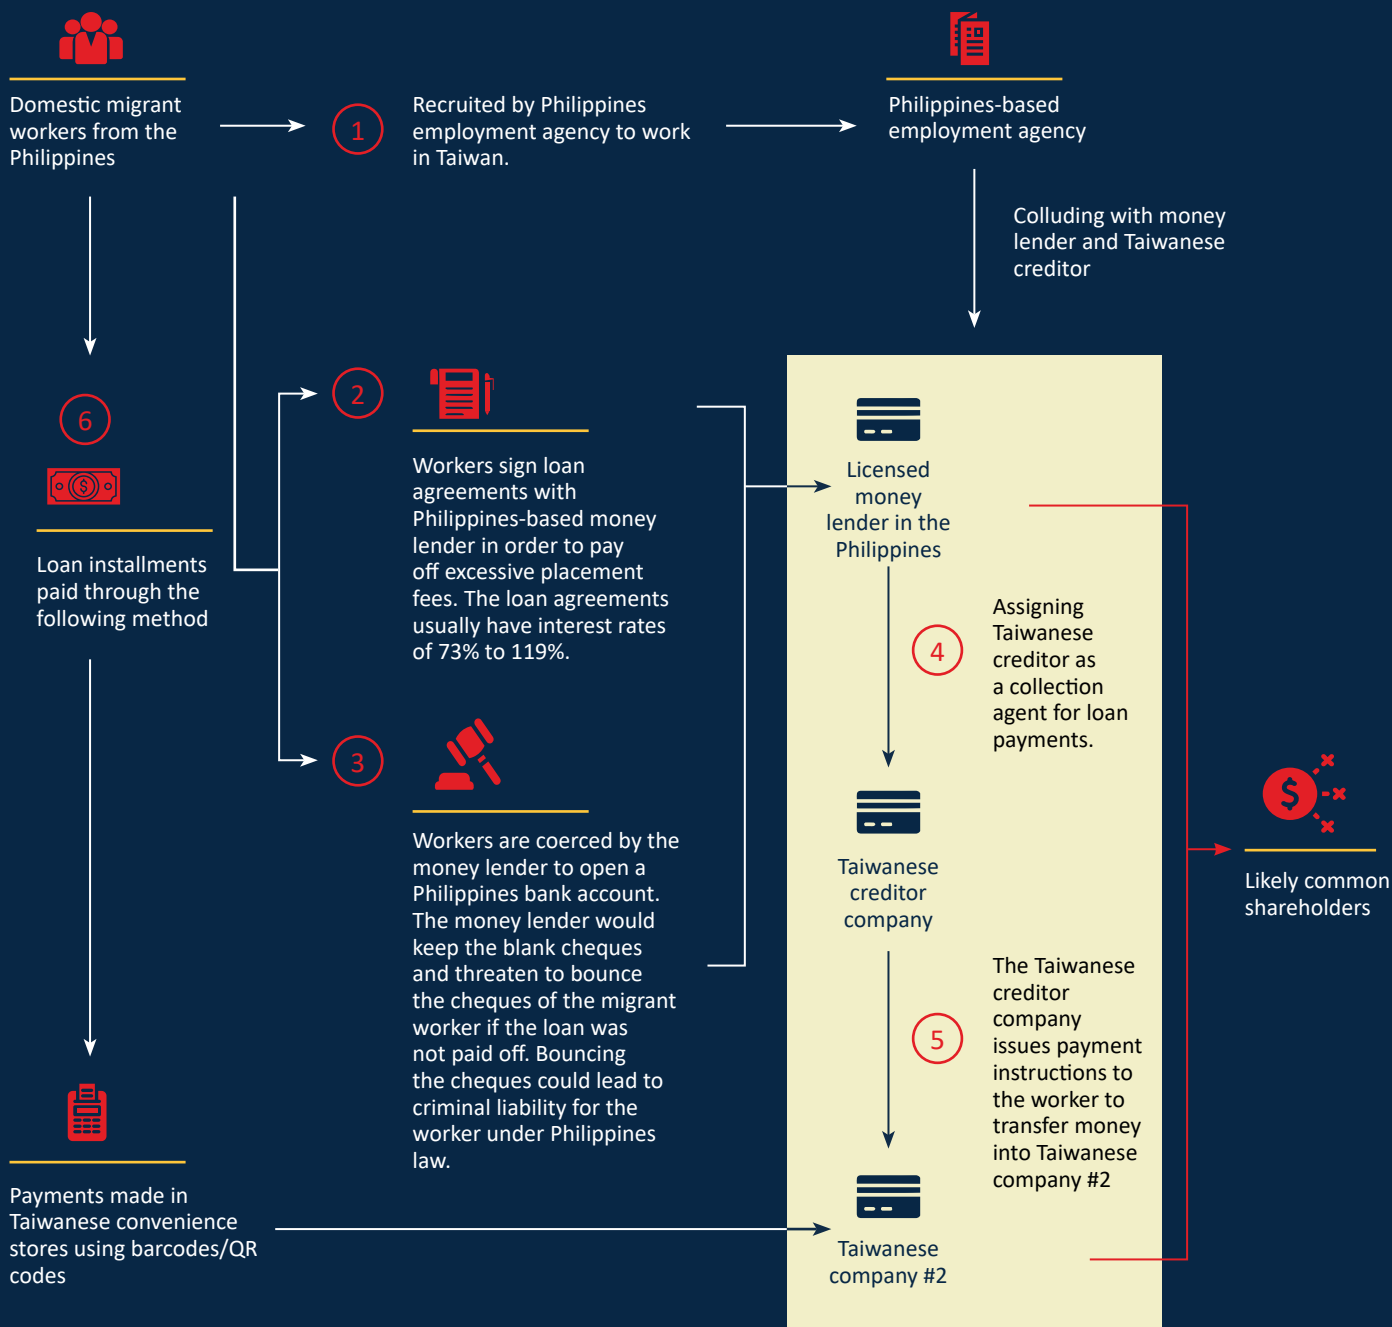 Domestic migrant
workers from the
Philippines
1
Recruited by Philippines
employment agency to work
in Taiwan.
Philippines-based
employment agency
Colluding with money
lender and Taiwanese
creditor
2
Workers sign loan
agreements with
Philippines-based money
lender in order to pay
off excessive placement
fees. The loan agreements
usually have interest rates
of 73% to 119%.
3
Workers are coerced by the
money lender to open a
Philippines bank account.
The money lender would
keep the blank cheques
and threaten to bounce
the cheques of the migrant
worker if the loan was
not paid off. Bouncing
the cheques could lead to
criminal liability for the
worker under Philippines
law.
Licensed
money
lender in the
Philippines
4
Assigning
Taiwanese
creditor as
a collection
agent for loan
payments.
Taiwanese
creditor
company
5
The Taiwanese
creditor
company
issues payment
instructions to
the worker to
transfer money
into Taiwanese
company #2
Taiwanese
company #2
$
Likely common
shareholders
6
$
Loan installments
paid through the
following method
Payments made in
Taiwanese convenience
stores using barcodes/QR
codes